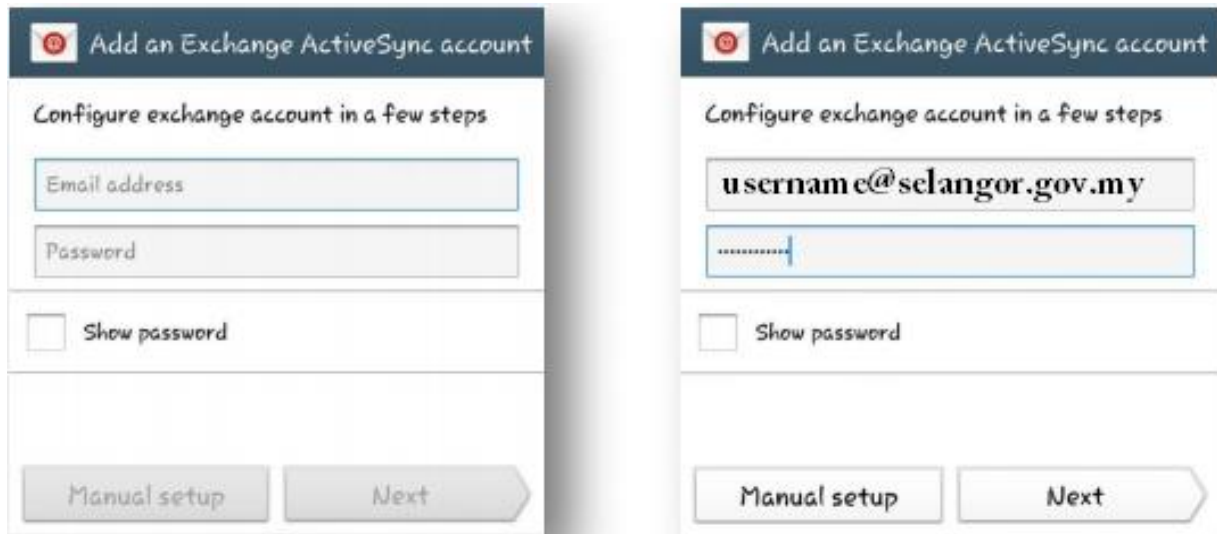 Add an Exchange ActiveSync account
Configure exchange account in a few steps
Email address
Password
Show password
Manual setup
Next
Add an Exchange ActiveSync account
Configure exchange account in a few steps
username@selangor.gov.my
Show password
Manual setup
Next